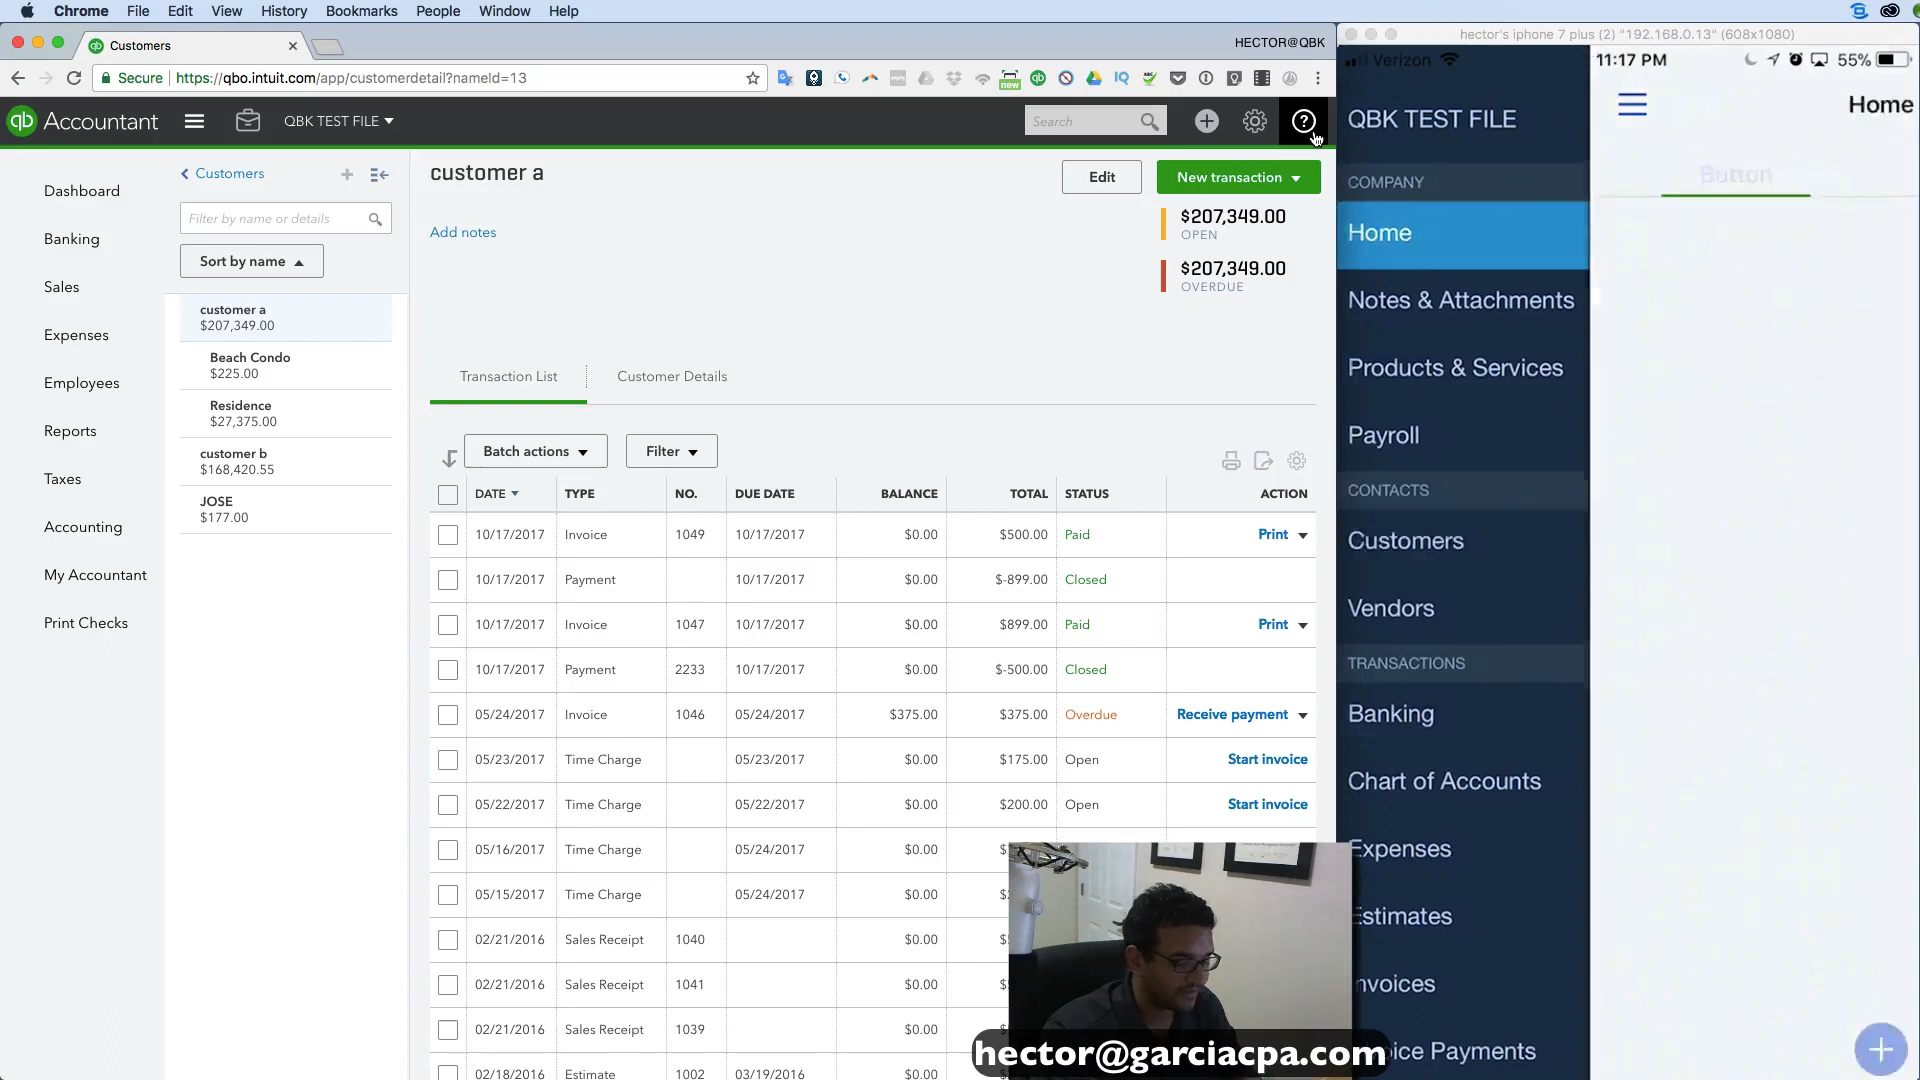 Chrome File Edit View History Bookmarks People Window Help
Customers
HECTOR@QBK
Secure https://qbo.intuit.com/app/customerdetail?nameId=13
new
IQ
qb Accountant
QBK TEST FILE
Search
Dashboard
Banking
Sales
Expenses
Employees
Reports
Taxes
Accounting
My Accountant
Print Checks
Customers
Filter by name or details
Sort by name
customer a
$207,349.00
Beach Condo
$225.00
Residence
$27,375.00
customer b
$168,420.55
JOSE
$177.00
customer a
Edit
New transaction
Add notes
$207,349.00
OPEN
$207,349.00
OVERDUE
Transaction List
Customer Details
Batch actions
Filter
DATE TYPE NO. DUE DATE BALANCE TOTAL STATUS ACTION
10/17/2017 Invoice 1049 10/17/2017 $0.00 $500.00 Paid Print
10/17/2017 Payment 10/17/2017 $0.00 $-899.00 Closed
10/17/2017 Invoice 1047 10/17/2017 $0.00 $899.00 Paid Print
10/17/2017 Payment 2233 10/17/2017 $0.00 $-500.00 Closed
05/24/2017 Invoice 1046 05/24/2017 $375.00 $375.00 Overdue Receive payment
05/23/2017 Time Charge 05/23/2017 $0.00 $175.00 Open Start invoice
05/22/2017 Time Charge 05/22/2017 $0.00 $200.00 Open Start invoice
05/16/2017 Time Charge 05/24/2017 $0.00
05/15/2017 Time Charge 05/24/2017 $0.00
02/21/2016 Sales Receipt 1040 $0.00
02/21/2016 Sales Receipt 1041 $0.00
02/21/2016 Sales Receipt 1039 $0.00
02/18/2016 Estimate 1002 03/19/2016 $0.00
hector@garciacpa.com
hector's iphone 7 plus (2) "192.168.0.13" (608x1080)
Verizon 11:17 PM 55%
QBK TEST FILE
Home
Button
COMPANY
Home
Notes & Attachments
Products & Services
Payroll
CONTACTS
Customers
Vendors
TRANSACTIONS
Banking
Chart of Accounts
Expenses
Estimates
nvoices
ice Payments